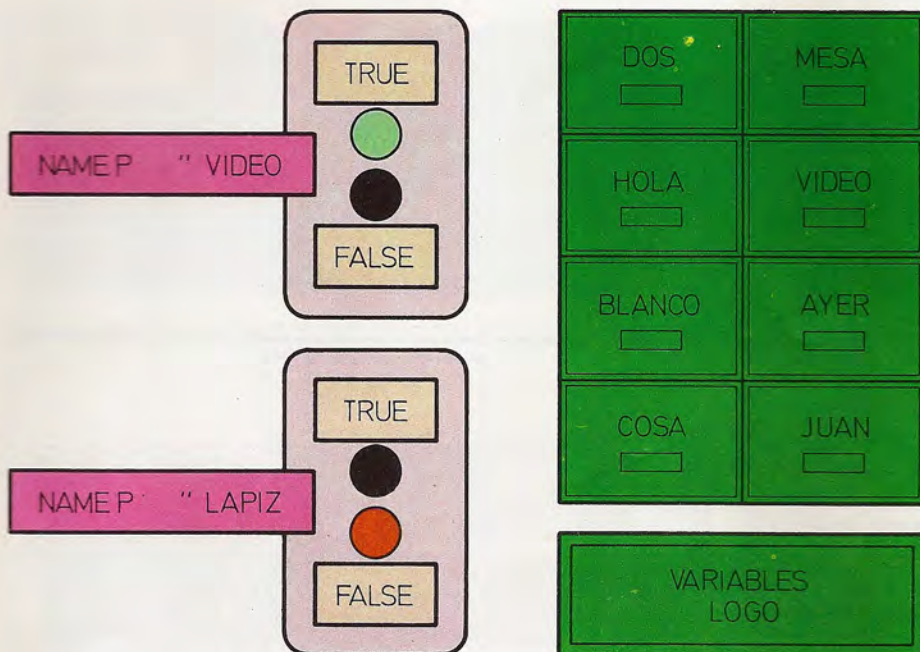 TRUE
NAME P " VIDEO
FALSE
TRUE
NAME P " LAPIZ
FALSE
DOS MESA
HOLA VIDEO
BLANCO AYER
COSA JUAN
VARIABLES
LOGO